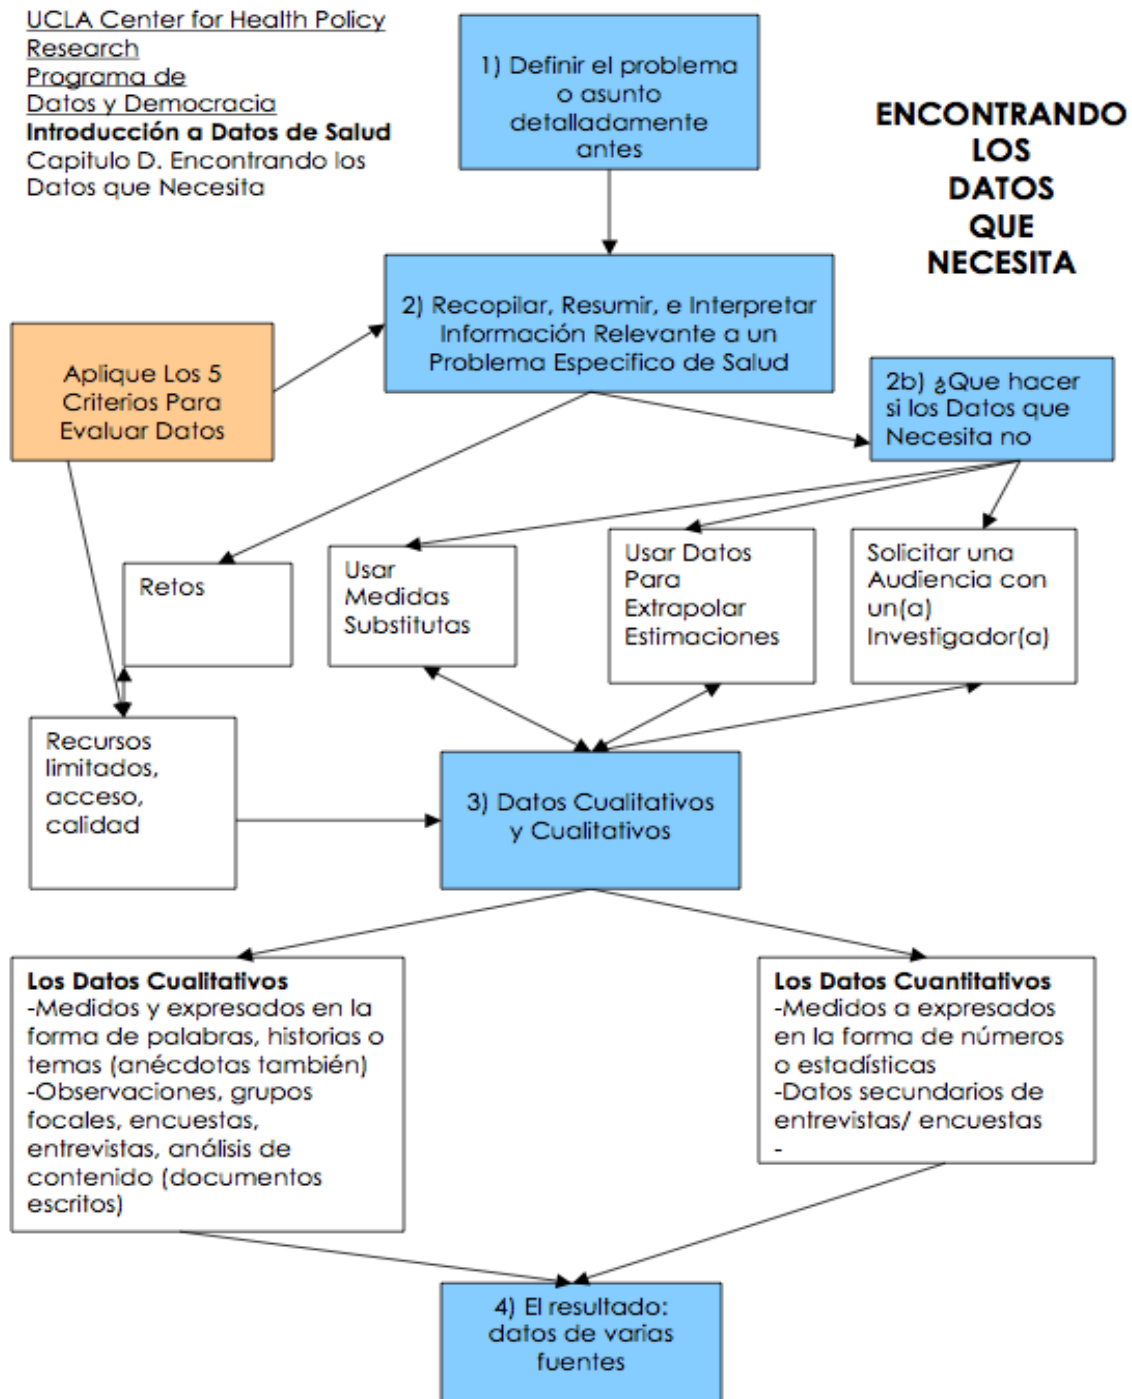 UCLA Center for Health Policy
Research
Programa de
Datos y Democracia
Introducción a Datos de Salud
Capitulo D. Encontrando los
Datos que Necesita
1) Definir el problema
o asunto
detalladamente
antes
ENCONTRANDO
LOS
DATOS
QUE
NECESITA
2) Recopilar, Resumir, e Interpretar
Información Relevante a un
Problema Especifico de Salud
Aplique Los 5
Criterios Para
Evaluar Datos
2b) ¿Que hacer
si los Datos que
Necesita no
Retos
Usar
Medidas
Substitutas
Usar Datos
Para
Extrapolar
Estimaciones
Solicitar una
Audiencia con
un(a)
Investigador(a)
Recursos
limitados,
acceso,
calidad
3) Datos Cualitativos
y Cualitativos
Los Datos Cualitativos
-Medidos y expresados en la
forma de palabras, historias o
temas (anécdotas también)
-Observaciones, grupos
focales, encuestas,
entrevistas, análisis de
contenido (documentos
escritos)
Los Datos Cuantitativos
-Medidos a expresados
en la forma de números
o estadísticas
-Datos secundarios de
entrevistas/ encuestas
-
4) El resultado:
datos de varias
fuentes